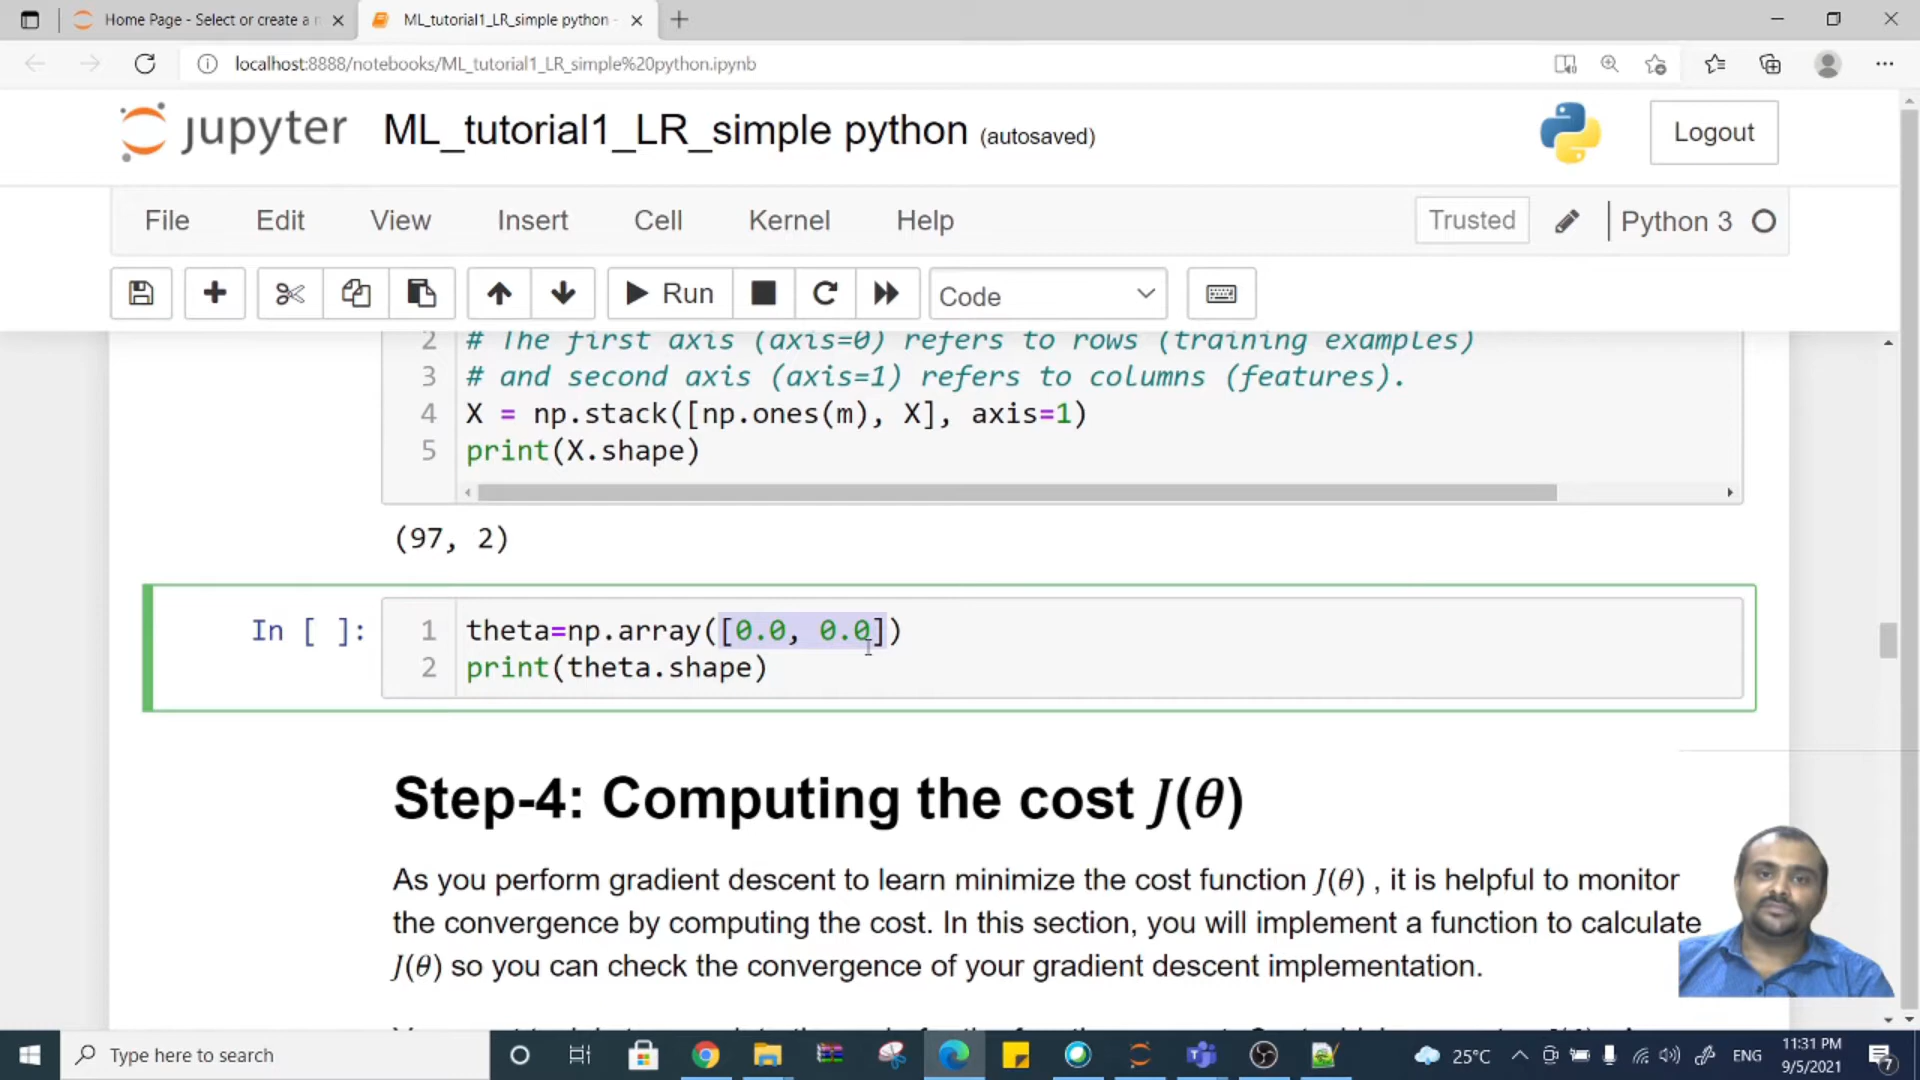 Home Page - Select or create a n
ML_tutorial1_LR_simple python -
localhost:8888/notebooks/ML_tutorial1_LR_simple%20python.ipynb
jupyter ML_tutorial1_LR_simple python (autosaved)
Logout
File Edit View Insert Cell Kernel Help
Trusted
Python 3
Run
Code
2 # The first axis (axis=0) refers to rows (training examples)
3 # and second axis (axis=1) refers to columns (features).
4 X = np.stack([np.ones(m), X], axis=1)
5 print(X.shape)
(97, 2)
In [ ]: 1 theta=np.array([0.0, 0.0])
2 print(theta.shape)
Step-4: Computing the cost J(θ)
As you perform gradient descent to learn minimize the cost function J(θ) , it is helpful to monitor
the convergence by computing the cost. In this section, you will implement a function to calculate
J(θ) so you can check the convergence of your gradient descent implementation.
Type here to search
25°C
ENG
11:31 PM
9/5/2021
7